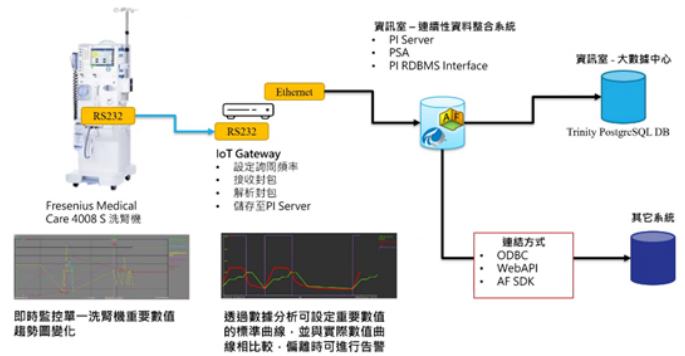 RS232
Fresenius Medical
Care 4008 S 洗腎機
Ethernet
RS232
IoT Gateway
• 設定詢問頻率
• 接收封包
• 解析封包
• 儲存至PI Server
資訊室－連續性資料整合系統
• PI Server
• PSA
• PI RDBMS Interface
AF
資訊室 - 大數據中心
Trinity PostgreSQL DB
連結方式
• ODBC
• WebAPI
• AF SDK
其它系統
即時監控單一洗腎機重要數值
趨勢圖變化
透過數據分析可設定重要數值
的標準曲線，並與實際數值曲
線相比較，偏離時可進行告警